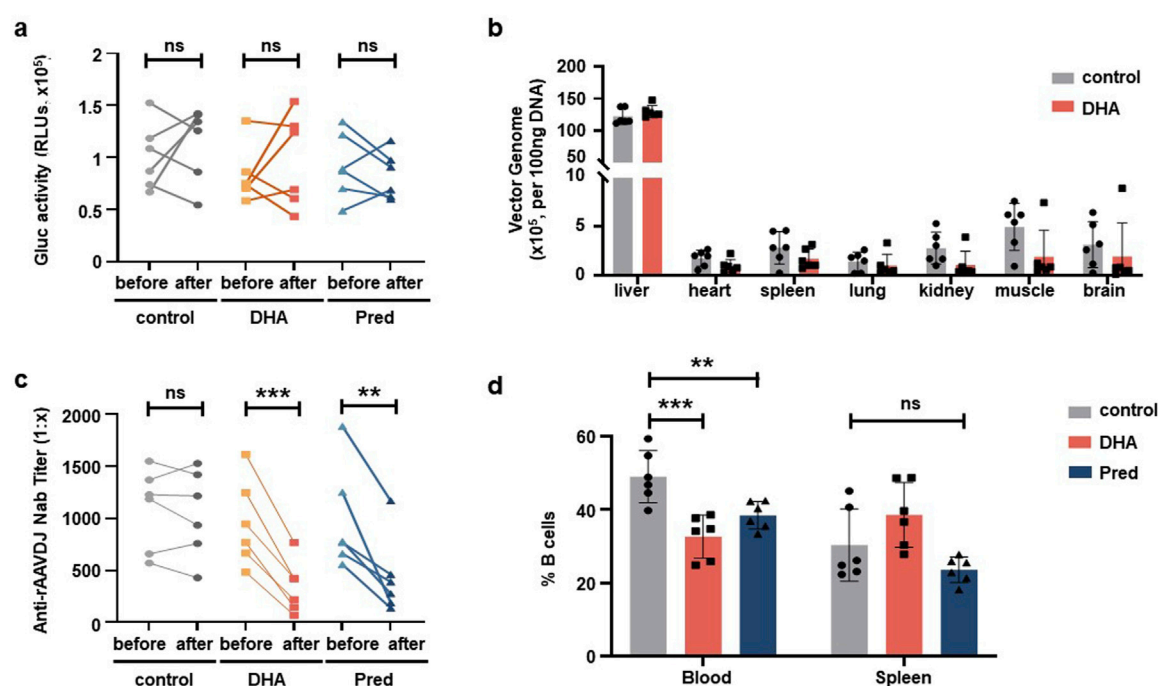 a
ns ns ns
Gluc activity (RLUs, x10⁵)
2
1.5
1
0.5
0
before after before after before after
control DHA Pred
b
Vector Genome
(x10⁵, per 100ng DNA)
200
150
100
50
10
5
0
control
DHA
liver heart spleen lung kidney muscle brain
c
ns *** **
Anti-rAAVDJ Nab Titer (1:x)
2000
1500
1000
500
0
before after before after before after
control DHA Pred
d
**
*** ns
control
DHA
Pred
% B cells
60
40
20
0
Blood Spleen